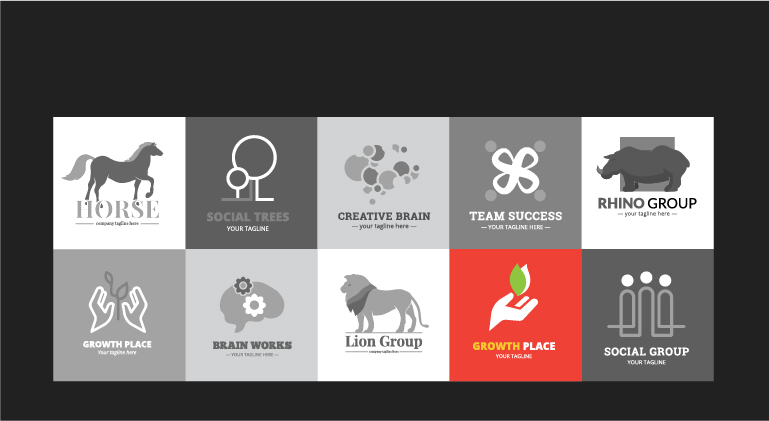 HORSE
company tagline here
SOCIAL TREES
YOUR TAGLINE
CREATIVE BRAIN
— your tagline here —
TEAM SUCCESS
— YOUR TAGLINE HERE —
RHINO GROUP
— your tagline here —
GROWTH PLACE
Your tagline here
BRAIN WORKS
— YOUR TAGLINE HERE —
Lion Group
company tagline here
GROWTH PLACE
YOUR TAGLINE
SOCIAL GROUP
YOUR TAGLINE